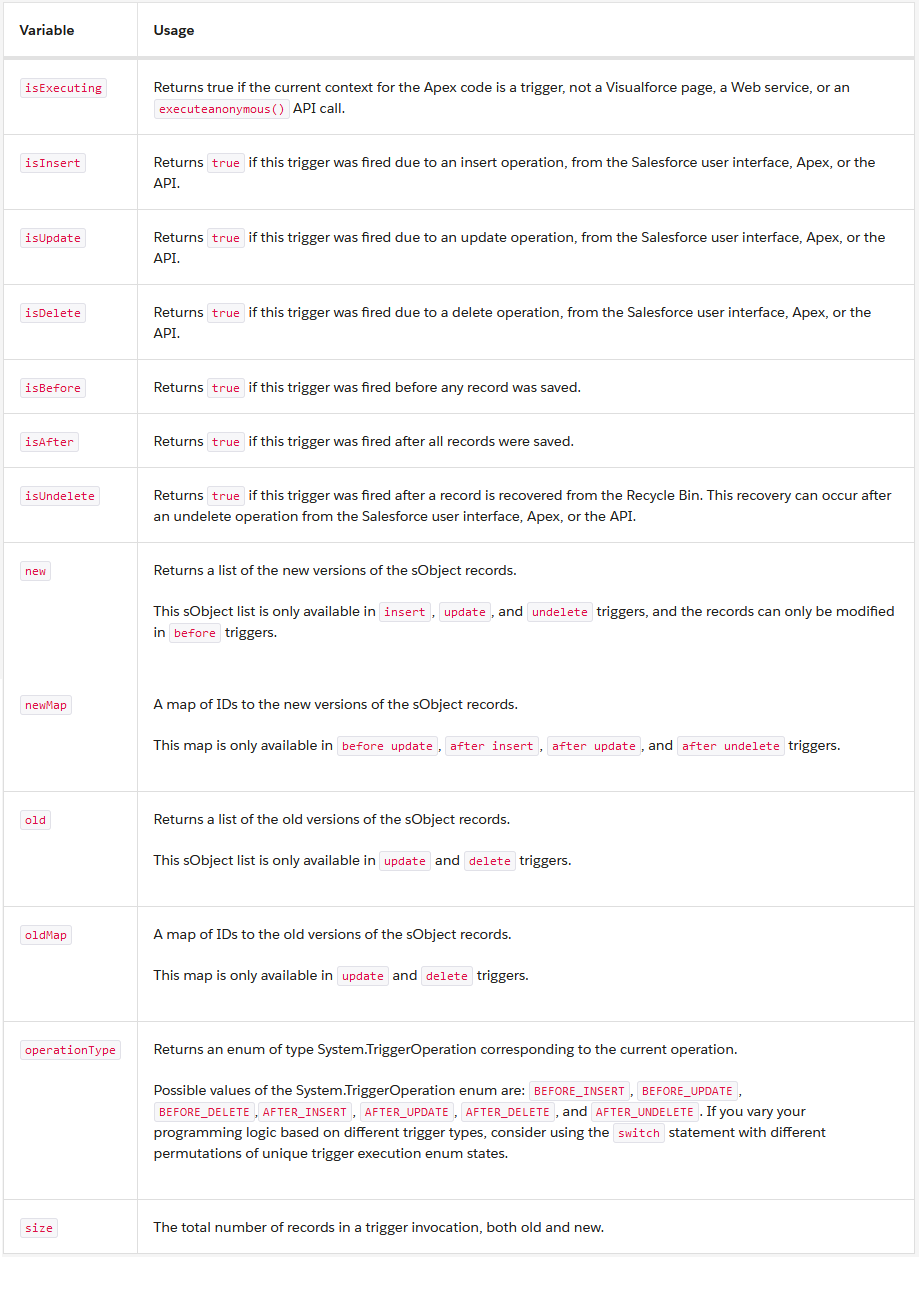 Variable Usage
isExecuting Returns true if the current context for the Apex code is a trigger, not a Visualforce page, a Web service, or an
executeanonymous() API call.
isInsert Returns true if this trigger was fired due to an insert operation, from the Salesforce user interface, Apex, or the
API.
isUpdate Returns true if this trigger was fired due to an update operation, from the Salesforce user interface, Apex, or the
API.
isDelete Returns true if this trigger was fired due to a delete operation, from the Salesforce user interface, Apex, or the
API.
isBefore Returns true if this trigger was fired before any record was saved.
isAfter Returns true if this trigger was fired after all records were saved.
isUndelete Returns true if this trigger was fired after a record is recovered from the Recycle Bin. This recovery can occur after
an undelete operation from the Salesforce user interface, Apex, or the API.
new Returns a list of the new versions of the sObject records.
This sObject list is only available in insert, update, and undelete triggers, and the records can only be modified
in before triggers.
newMap A map of IDs to the new versions of the sObject records.
This map is only available in before update, after insert, after update, and after undelete triggers.
old Returns a list of the old versions of the sObject records.
This sObject list is only available in update and delete triggers.
oldMap A map of IDs to the old versions of the sObject records.
This map is only available in update and delete triggers.
operationType Returns an enum of type System.TriggerOperation corresponding to the current operation.
Possible values of the System.TriggerOperation enum are: BEFORE_INSERT, BEFORE_UPDATE,
BEFORE_DELETE, AFTER_INSERT, AFTER_UPDATE, AFTER_DELETE, and AFTER_UNDELETE. If you vary your
programming logic based on different trigger types, consider using the switch statement with different
permutations of unique trigger execution enum states.
size The total number of records in a trigger invocation, both old and new.